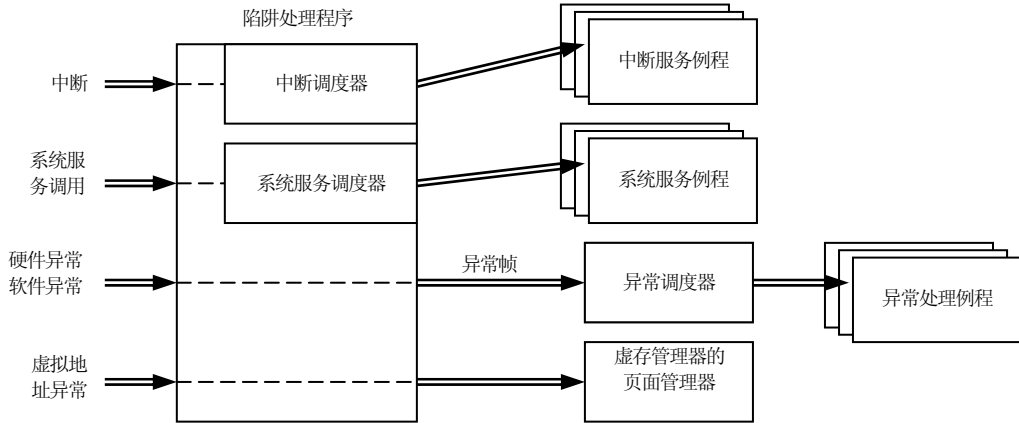 陷阱处理程序
中断
中断调度器
中断服务例程
系统服
务调用
系统服务调度器
系统服务例程
硬件异常
软件异常
异常帧
异常调度器
异常处理例程
虚拟地
址异常
虚存管理器的
页面管理器